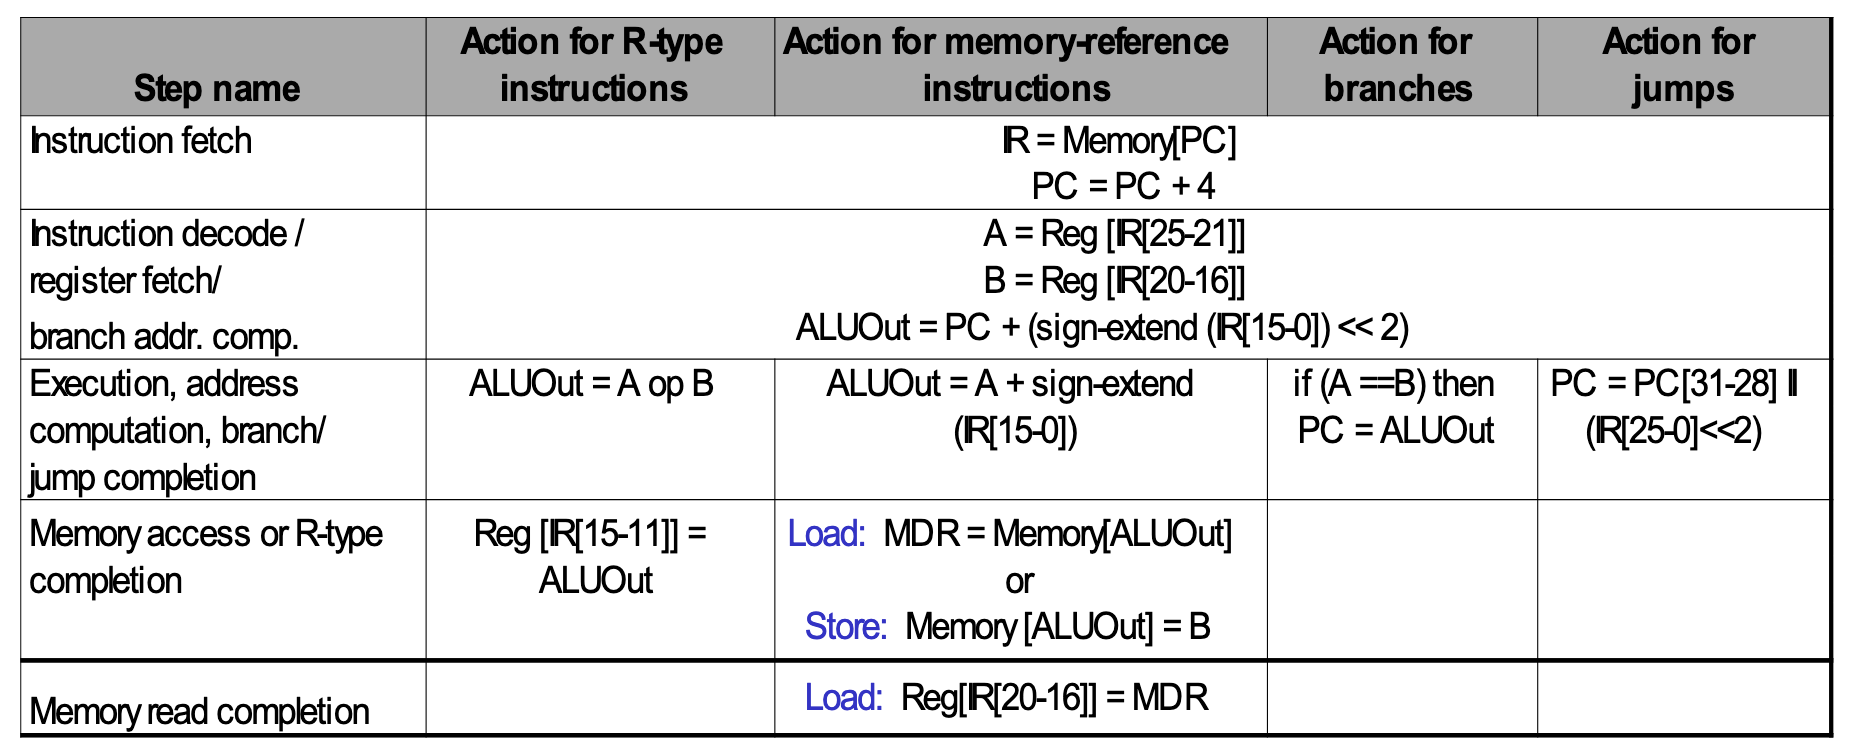 Step name
Action for R-type
instructions
Action for memory-reference
instructions
Action for
branches
Action for
jumps
Instruction fetch
IR = Memory[PC]
PC = PC + 4
Instruction decode /
register fetch/
branch addr. comp.
A = Reg [IR[25-21]]
B = Reg [IR[20-16]]
ALUOut = PC + (sign-extend (IR[15-0]) << 2)
Execution, address
computation, branch/
jump completion
ALUOut = A op B
ALUOut = A + sign-extend
(IR[15-0])
if (A ==B) then
PC = ALUOut
PC = PC[31-28] II
(IR[25-0]<<2)
Memory access or R-type
completion
Reg [IR[15-11]] =
ALUOut
Load: MDR = Memory[ALUOut]
or
Store: Memory [ALUOut] = B
Memory read completion
Load: Reg[IR[20-16]] = MDR